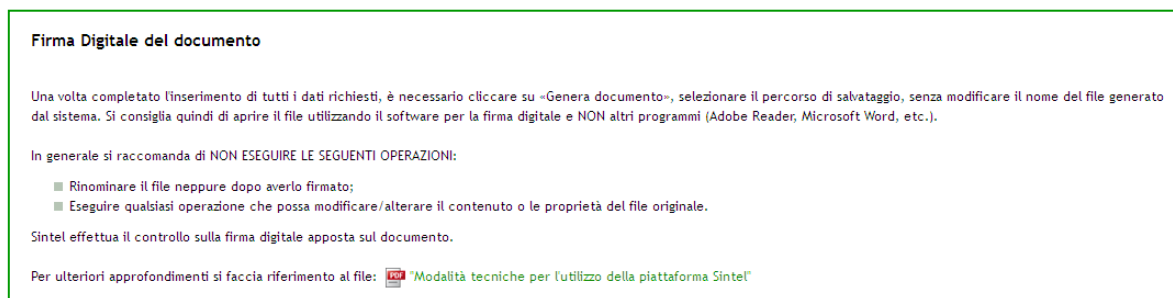 Firma Digitale del documento
Una volta completato l'inserimento di tutti i dati richiesti, è necessario cliccare su «Genera documento», selezionare il percorso di salvataggio, senza modificare il nome del file generato
dal sistema. Si consiglia quindi di aprire il file utilizzando il software per la firma digitale e NON altri programmi (Adobe Reader, Microsoft Word, etc.).
In generale si raccomanda di NON ESEGUIRE LE SEGUENTI OPERAZIONI:
Rinominare il file neppure dopo averlo firmato;
Eseguire qualsiasi operazione che possa modificare/alterare il contenuto o le proprietà del file originale.
Sintel effettua il controllo sulla firma digitale apposta sul documento.
Per ulteriori approfondimenti si faccia riferimento al file: PDF "Modalità tecniche per l'utilizzo della piattaforma Sintel"